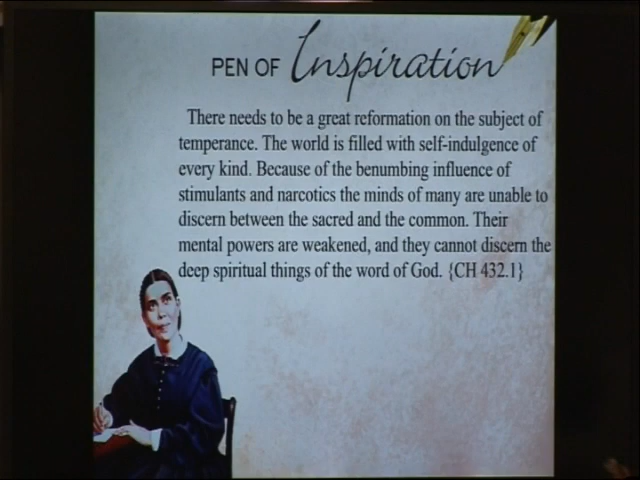 PEN OF Inspiration
There needs to be a great reformation on the subject of
temperance. The world is filled with self-indulgence of
every kind. Because of the benumbing influence of
stimulants and narcotics the minds of many are unable to
discern between the sacred and the common. Their
mental powers are weakened, and they cannot discern the
deep spiritual things of the word of God. {CH 432.1}